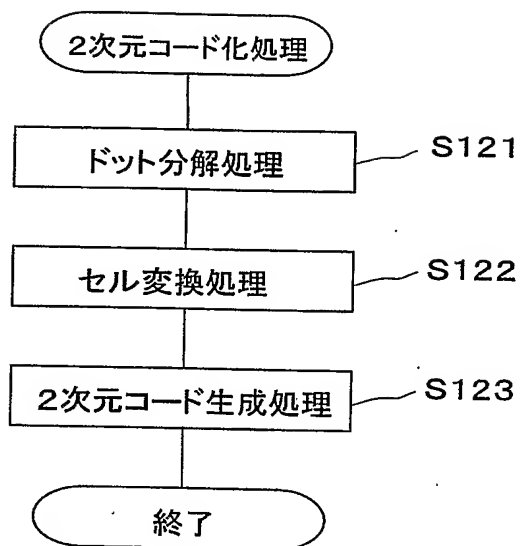 2次元コード化処理
ドット分解処理
S121
セル変換処理
S122
2次元コード生成処理
S123
終了